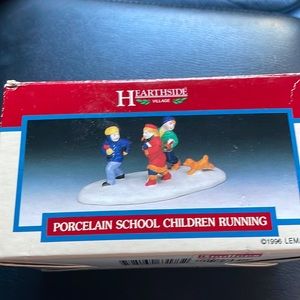 HEARTHSIDE
VILLAGE
PORCELAIN SCHOOL CHILDREN RUNNING
©1996 LEM